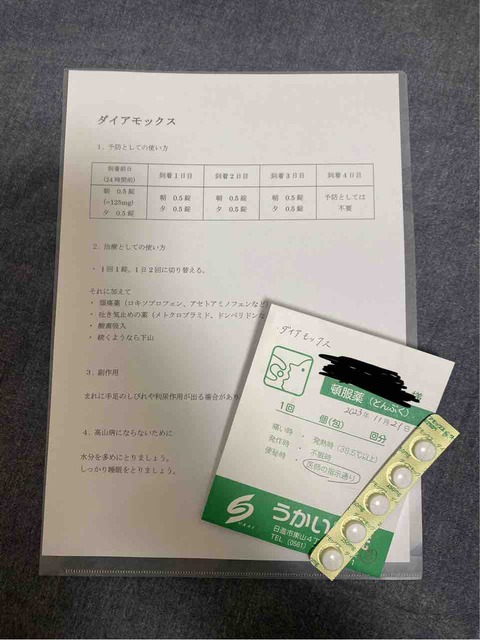 ダイアモックス
1．予防としての使い方
到着前日 到着1日目 到着2日目 到着3日目 到着4日目
(24時間前)
朝 0.5錠 朝 0.5錠 朝 0.5錠 朝 0.5錠 予防としては
(=125mg) 夕 0.5錠 夕 0.5錠 夕 0.5錠 不要
夕 0.5錠
2．治療としての使い方
・1回1錠、1日2回に切り替える。
それに加えて
・頭痛薬（ロキソプロフェン、アセトアミノフェンなど
・吐き気止めの薬（メトクロプラミド、ドンペリドンな
・酸素吸入
・続くようなら下山
3．副作用
まれに手足のしびれや利尿作用が出る場合があり
4．高山病にならないために
水分を多めにとりましょう。
しっかり睡眠をとりましょう。
ダイアモックス
様
頓服薬（とんぷく）
2023年11月21日
1回 個(包) 回分
痛い時・発熱時（38.5℃以上）
発作時・不眠時
便秘時・医師の指示通り
UKAI
うかい
日進市東山4丁
TEL (0561)